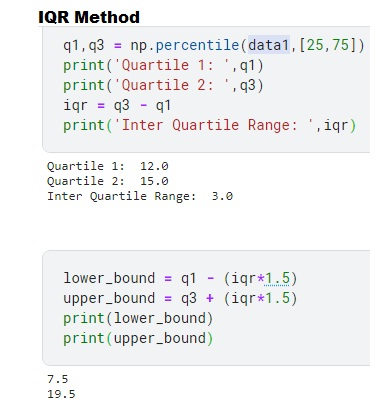 IQR Method
q1,q3 = np.percentile(data1,[25,75])
print('Quartile 1: ',q1)
print('Quartile 2: ',q3)
iqr = q3 - q1
print('Inter Quartile Range: ',iqr)
Quartile 1:  12.0
Quartile 2:  15.0
Inter Quartile Range:  3.0
lower_bound = q1 - (iqr*1.5)
upper_bound = q3 + (iqr*1.5)
print(lower_bound)
print(upper_bound)
7.5
19.5